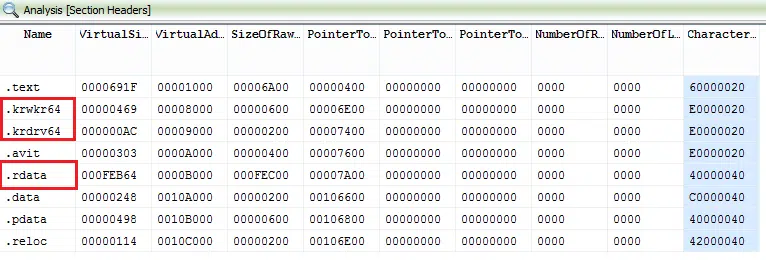 Analysis [Section Headers]
Name VirtualSi... VirtualAd... SizeOfRaw... PointerTo... PointerTo... PointerTo... NumberOfR... NumberOfL... Character...
.text 0000691F 00001000 00006A00 00000400 00000000 00000000 0000 0000 60000020
.krwkr64 00000469 00008000 00000600 00006E00 00000000 00000000 0000 0000 E0000020
.krdrv64 000000AC 00009000 00000200 00007400 00000000 00000000 0000 0000 E0000020
.avit 00000303 0000A000 00000400 00007600 00000000 00000000 0000 0000 E0000020
.rdata 000FEB64 0000B000 000FEC00 00007A00 00000000 00000000 0000 0000 40000040
.data 00000248 0010A000 00000200 00106600 00000000 00000000 0000 0000 C0000040
.pdata 00000498 0010B000 00000600 00106800 00000000 00000000 0000 0000 40000040
.reloc 00000114 0010C000 00000200 00106E00 00000000 00000000 0000 0000 42000040